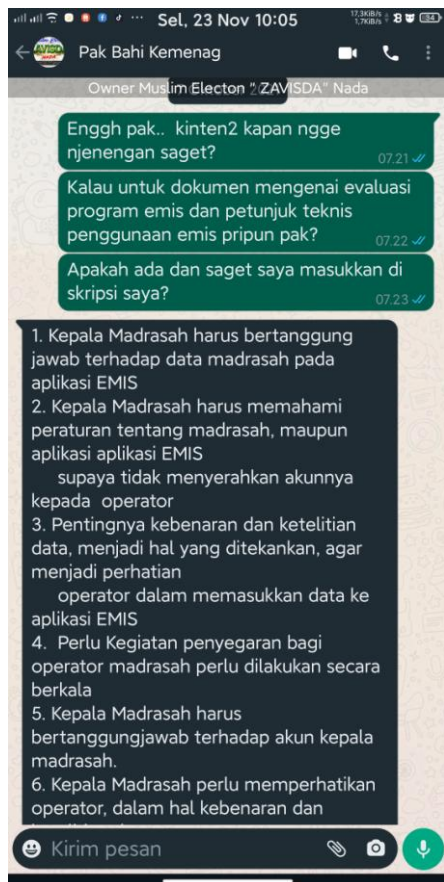 Sel, 23 Nov 10:05
17,3KiB/s
1,7KiB/s
Pak Bahi Kemenag
Owner Muslim Electon " ZAVISDA" Nada
Enggh pak.. kinten2 kapan ngge
njenengan saget?
07.21
Kalau untuk dokumen mengenai evaluasi
program emis dan petunjuk teknis
penggunaan emis pripun pak?
07.22
Apakah ada dan saget saya masukkan di
skripsi saya?
07.23
1. Kepala Madrasah harus bertanggung
jawab terhadap data madrasah pada
aplikasi EMIS
2. Kepala Madrasah harus memahami
peraturan tentang madrasah, maupun
aplikasi aplikasi EMIS
supaya tidak menyerahkan akunnya
kepada operator
3. Pentingnya kebenaran dan ketelitian
data, menjadi hal yang ditekankan, agar
menjadi perhatian
operator dalam memasukkan data ke
aplikasi EMIS
4. Perlu Kegiatan penyegaran bagi
operator madrasah perlu dilakukan secara
berkala
5. Kepala Madrasah harus
bertanggungjawab terhadap akun kepala
madrasah.
6. Kepala Madrasah perlu memperhatikan
operator, dalam hal kebenaran dan
Kirim pesan